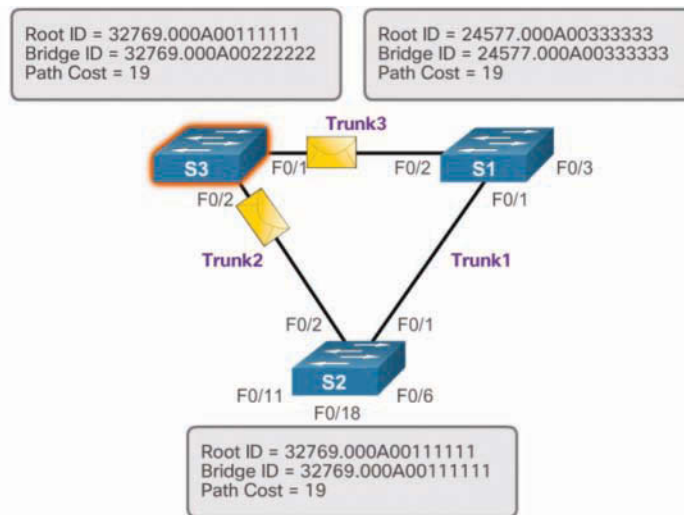 Root ID = 32769.000A00111111
Bridge ID = 32769.000A00222222
Path Cost = 19
Root ID = 24577.000A00333333
Bridge ID = 24577.000A00333333
Path Cost = 19
Trunk3
S3
F0/1
F0/2
S1
F0/3
F0/2
F0/1
Trunk2
Trunk1
F0/2
F0/1
S2
F0/11
F0/6
F0/18
Root ID = 32769.000A00111111
Bridge ID = 32769.000A00111111
Path Cost = 19